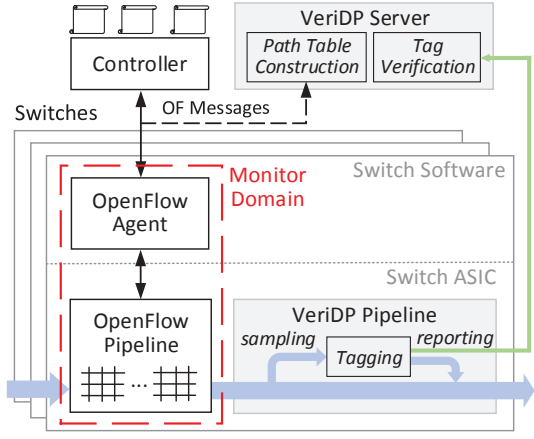 VeriDP Server
Path Table
Construction
Tag
Verification
Controller
OF Messages
Switches
Switch Software
Monitor
Domain
OpenFlow
Agent
Switch ASIC
OpenFlow
Pipeline
...
VeriDP Pipeline
sampling
reporting
Tagging